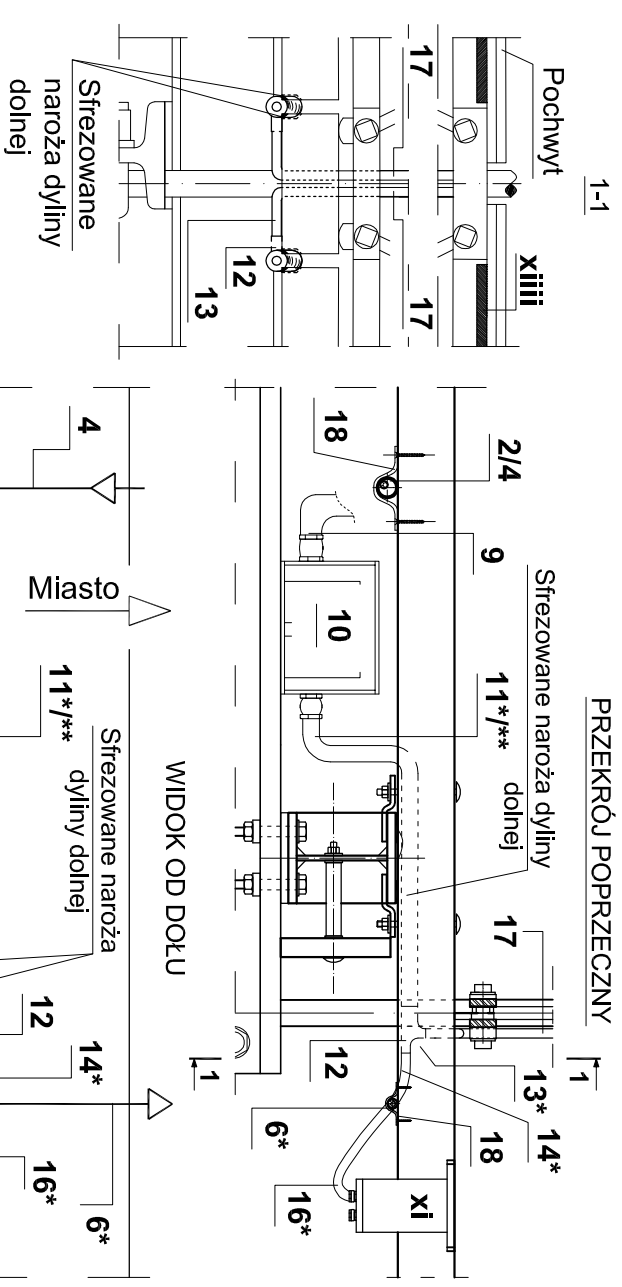 1-1
Pochwyt
17
17
xiiii
Sfrezowane
naroża dyliny
dolnej
12
13
PRZEKRÓJ POPRZECZNY
Sfrezowane naroża dyliny
dolnej
2/4
18
9
10
11*/**
17
1
1
13*
14*
12
18
6*
16*
xi
WIDOK OD DOŁU
4
Miasto
11*/**
Sfrezowane naroża
dyliny dolnej
12
14*
16*
6*